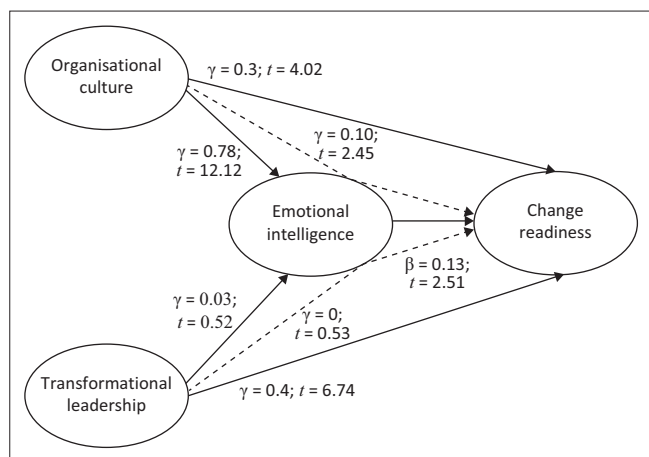 Organisational
culture
γ = 0.3; t = 4.02
γ = 0.10;
t = 2.45
γ = 0.78;
t = 12.12
Emotional
intelligence
Change
readiness
β = 0.13;
t = 2.51
γ = 0.03;
t = 0.52
γ = 0;
t = 0.53
Transformational
leadership
γ = 0.4; t = 6.74